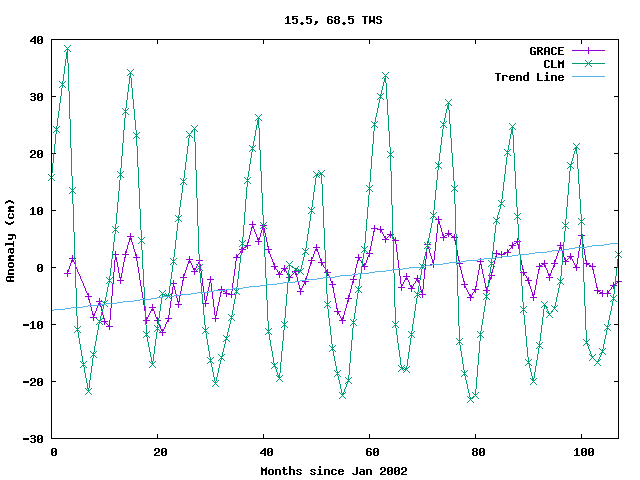 15.5, 68.5 TWS
GRACE
CLM
Trend Line
Anomaly (cm)
40
30
20
10
0
-10
-20
-30
0 20 40 60 80 100
Months since Jan 2002